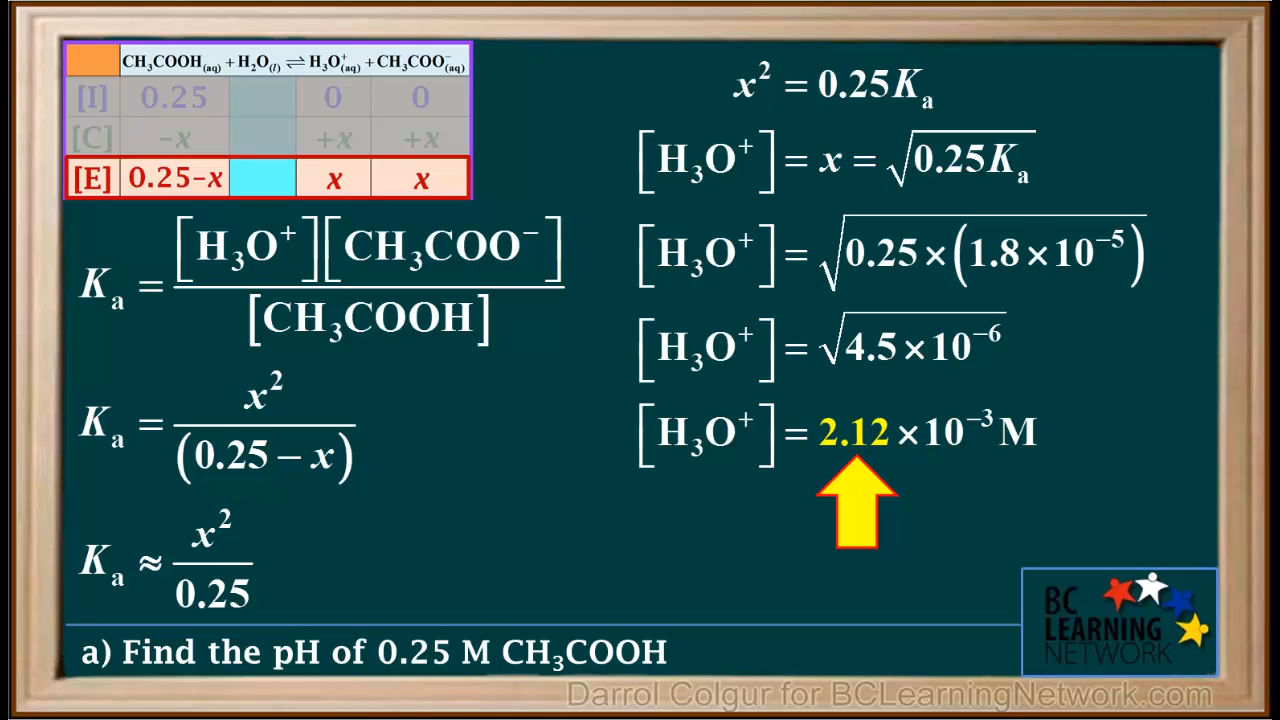 CH₃COOH(aq) + H₂O(l) ⇌ H₃O⁺(aq) + CH₃COO⁻(aq)
[I] 0.25 0 0
[C] –x +x +x
[E] 0.25–x x x
Kₐ = [H₃O⁺][CH₃COO⁻] / [CH₃COOH]
Kₐ = x² / (0.25 − x)
Kₐ ≈ x² / 0.25
x² = 0.25Kₐ
[H₃O⁺] = x = √0.25Kₐ
[H₃O⁺] = √0.25 × (1.8 × 10⁻⁵)
[H₃O⁺] = √4.5 × 10⁻⁶
[H₃O⁺] = 2.12 × 10⁻³ M
a) Find the pH of 0.25 M CH₃COOH
BC
LEARNING
NETWORK
Darrol Colgur for BCLearningNetwork.com